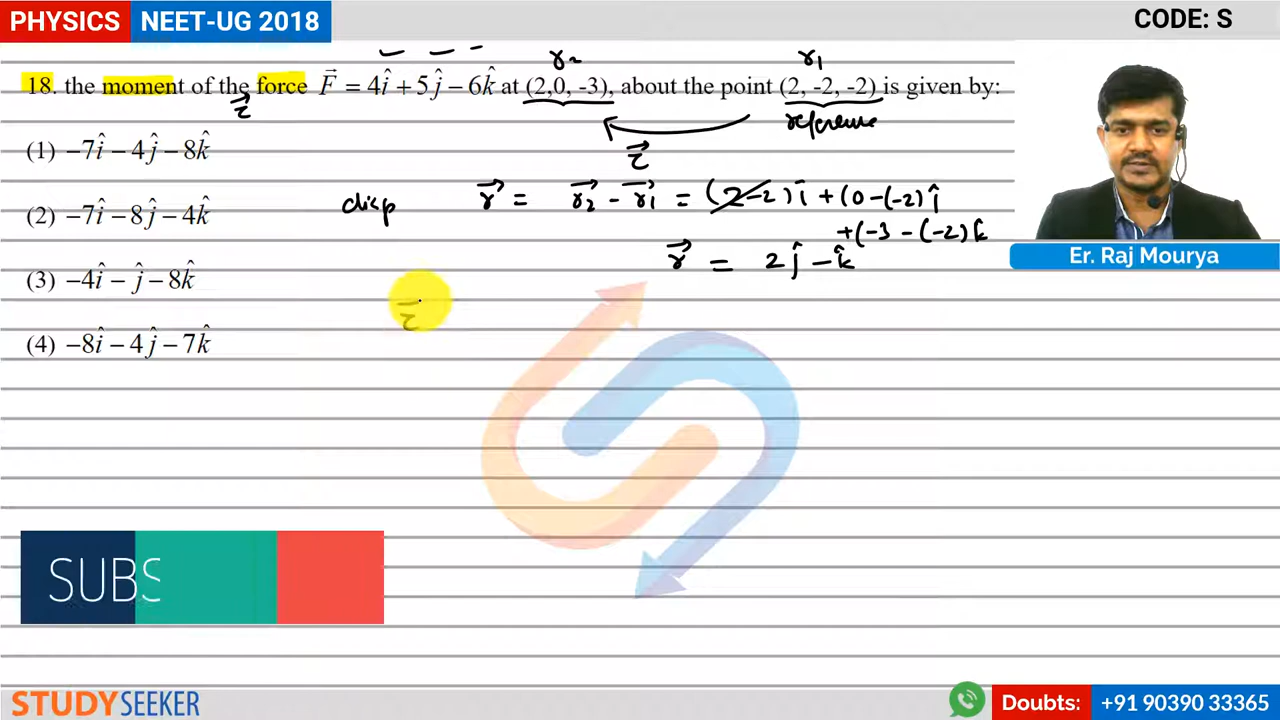 PHYSICS NEET-UG 2018
CODE: S
r₂ r₁
18. the moment of the force F⃗ = 4î + 5ĵ – 6k̂ at (2,0, -3), about the point (2, -2, -2) is given by:
τ⃗
reference
τ⃗
(1) –7î – 4ĵ – 8k̂
disp r⃗ = r⃗₂ – r⃗₁ = (2–2)î + (0–(–2)ĵ
(2) –7î – 8ĵ – 4k̂
+(–3 – (–2)k̂
Er. Raj Mourya
r⃗ = 2ĵ – k̂
(3) –4î – ĵ – 8k̂
τ
(4) –8î – 4ĵ – 7k̂
SUBS
STUDYSEEKER
Doubts: +91 90390 33365